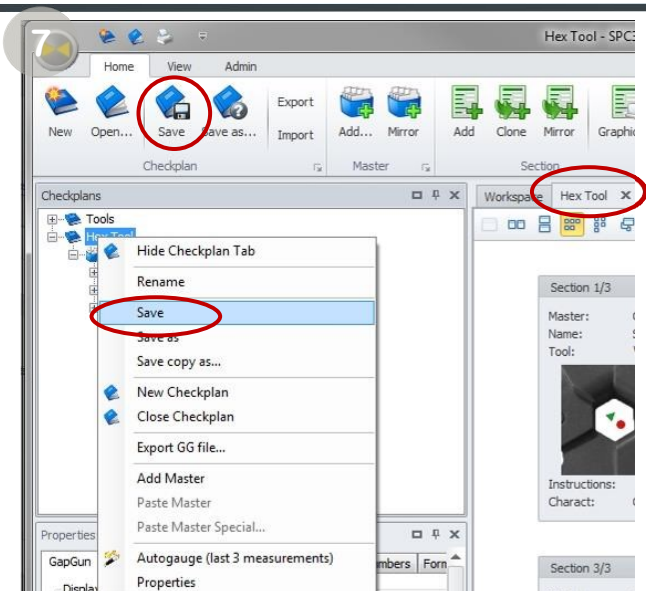 7
Hex Tool - SPC3
Home View Admin
New Open... Save Save as... Export Import Add... Mirror Add Clone Mirror Graphic
Checkplan Master Section
Checkplans
Workspace Hex Tool
Tools
Hex Tool
Hide Checkplan Tab
Rename
Save
Save as
Save copy as...
New Checkplan
Close Checkplan
Export GG file...
Add Master
Paste Master
Paste Master Special...
Autogauge (last 3 measurements)
Properties
Section 1/3
Master:
Name:
Tool:
Instructions:
Charact:
Properties
GapGun
mbers Form
Display
Section 3/3